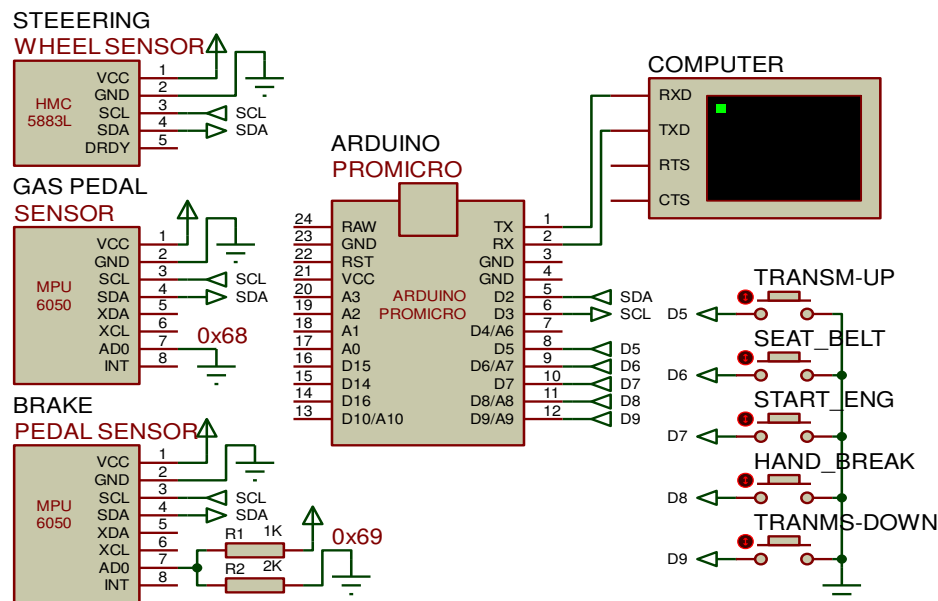 STEEERING
WHEEL SENSOR
HMC
5883L
VCC 1
GND 2
SCL 3 SCL
SDA 4 SDA
DRDY 5
GAS PEDAL
SENSOR
MPU
6050
VCC 1
GND 2
SCL 3 SCL
SDA 4 SDA
XDA 5
XCL 6
AD0 7 0x68
INT 8
BRAKE
PEDAL SENSOR
MPU
6050
VCC 1
GND 2
SCL 3 SCL
SDA 4 SDA
XDA 5
XCL 6
AD0 7
INT 8
R1 1K
R2 2K
0x69
ARDUINO
PROMICRO
ARDUINO
PROMICRO
24 RAW
23 GND
22 RST
21 VCC
20 A3
19 A2
18 A1
17 A0
16 D15
15 D14
14 D16
13 D10/A10
TX 1
RX 2
GND 3
GND 4
D2 5 SDA
D3 6 SCL
D4/A6 7
D5 8 D5
D6/A7 9 D6
D7 10 D7
D8/A8 11 D8
D9/A9 12 D9
COMPUTER
RXD
TXD
RTS
CTS
TRANSM-UP
D5
SEAT_BELT
D6
START_ENG
D7
HAND_BREAK
D8
TRANMS-DOWN
D9